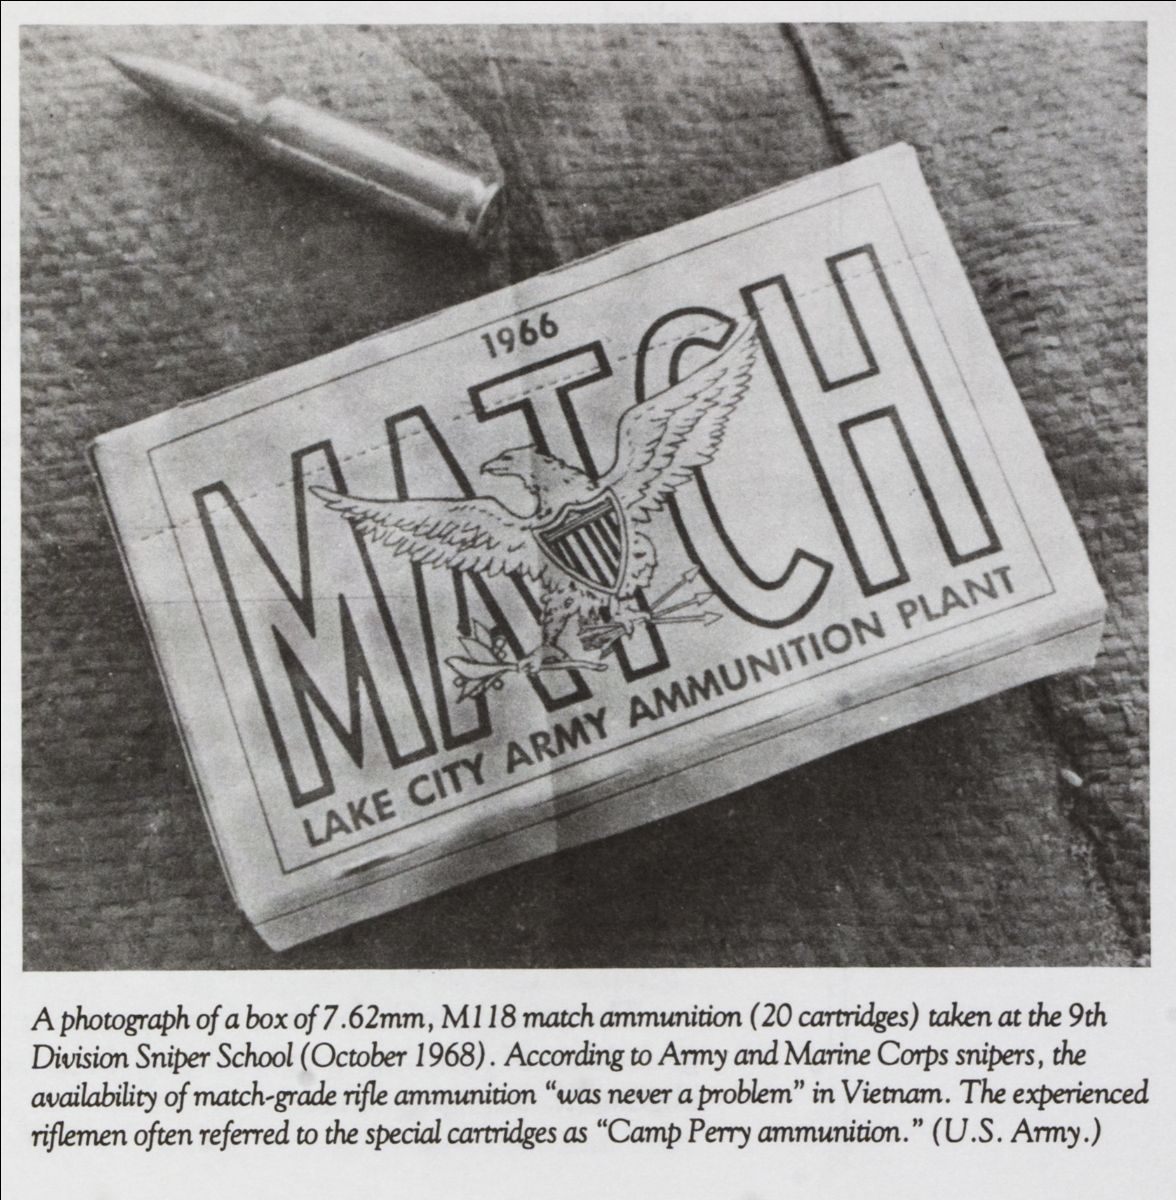 1966
MATCH
LAKE CITY ARMY AMMUNITION PLANT
A photograph of a box of 7.62mm, M118 match ammunition (20 cartridges) taken at the 9th
Division Sniper School (October 1968). According to Army and Marine Corps snipers, the
availability of match-grade rifle ammunition “was never a problem” in Vietnam. The experienced
riflemen often referred to the special cartridges as “Camp Perry ammunition.” (U.S. Army.)